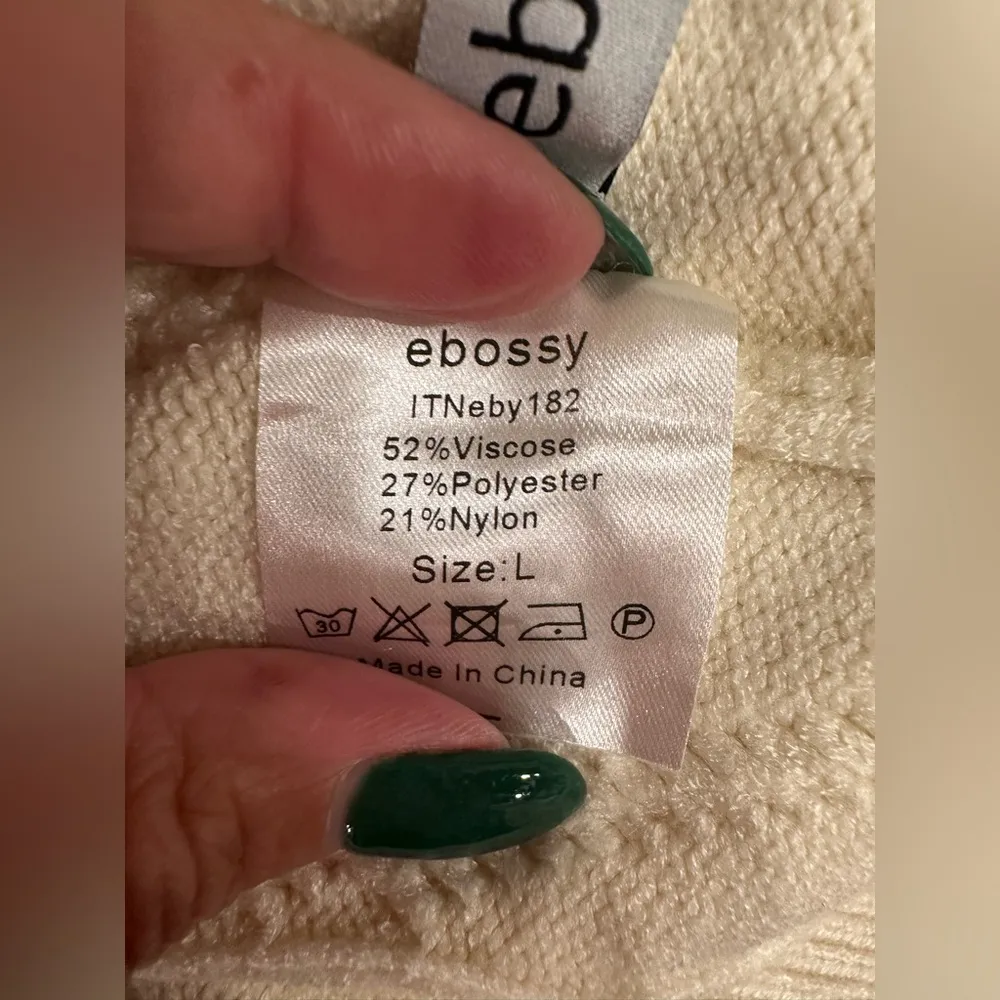 eb
ebossy
ITNeby182
52%Viscose
27%Polyester
21%Nylon
Size:L
30 P
Made In China